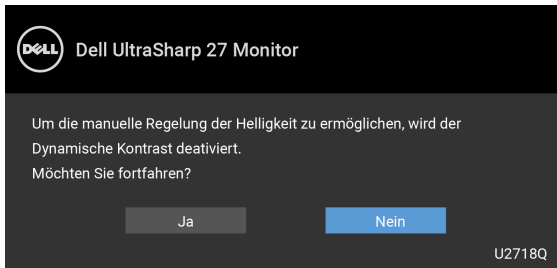 DELL
Dell UltraSharp 27 Monitor
Um die manuelle Regelung der Helligkeit zu ermöglichen, wird der
Dynamische Kontrast deativiert.
Möchten Sie fortfahren?
Ja
Nein
U2718Q